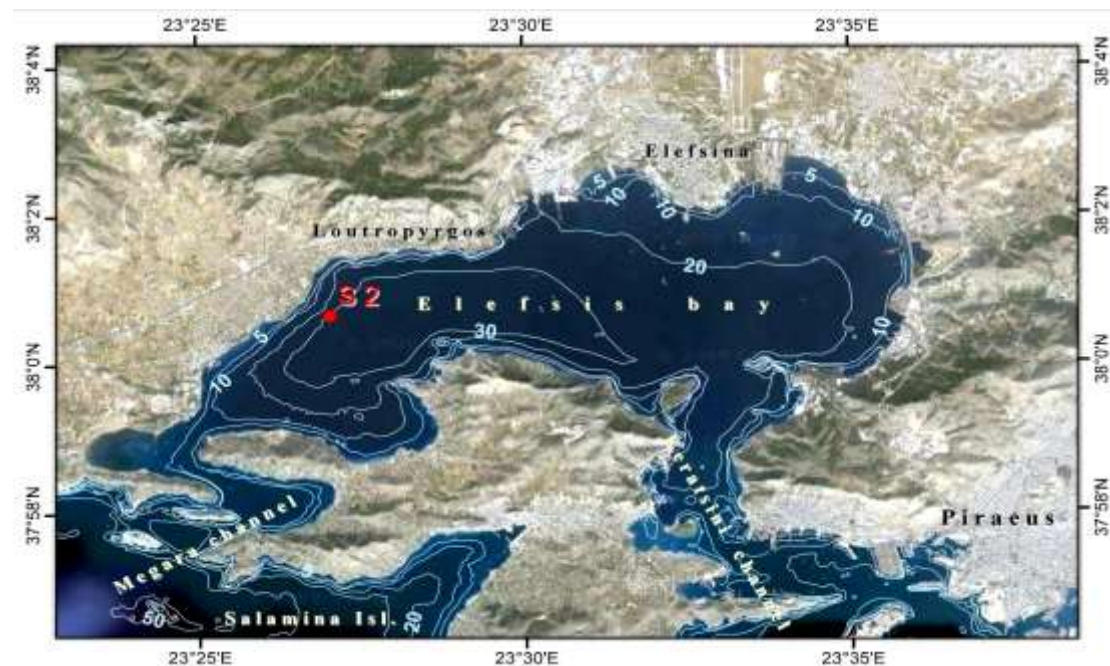 23°25'E 23°30'E 23°35'E
38°4'N 38°4'N
Elefsina
5
5
10
10
10
38°2'N 38°2'N
Loutropyrgos
20
S2
Elefsis bay
5
30
10
38°0'N 38°0'N
10
37°58'N 37°58'N
Megara channel
Keratsini channel
Piraeus
50
Salamina Isl.
20
23°25'E 23°30'E 23°35'E